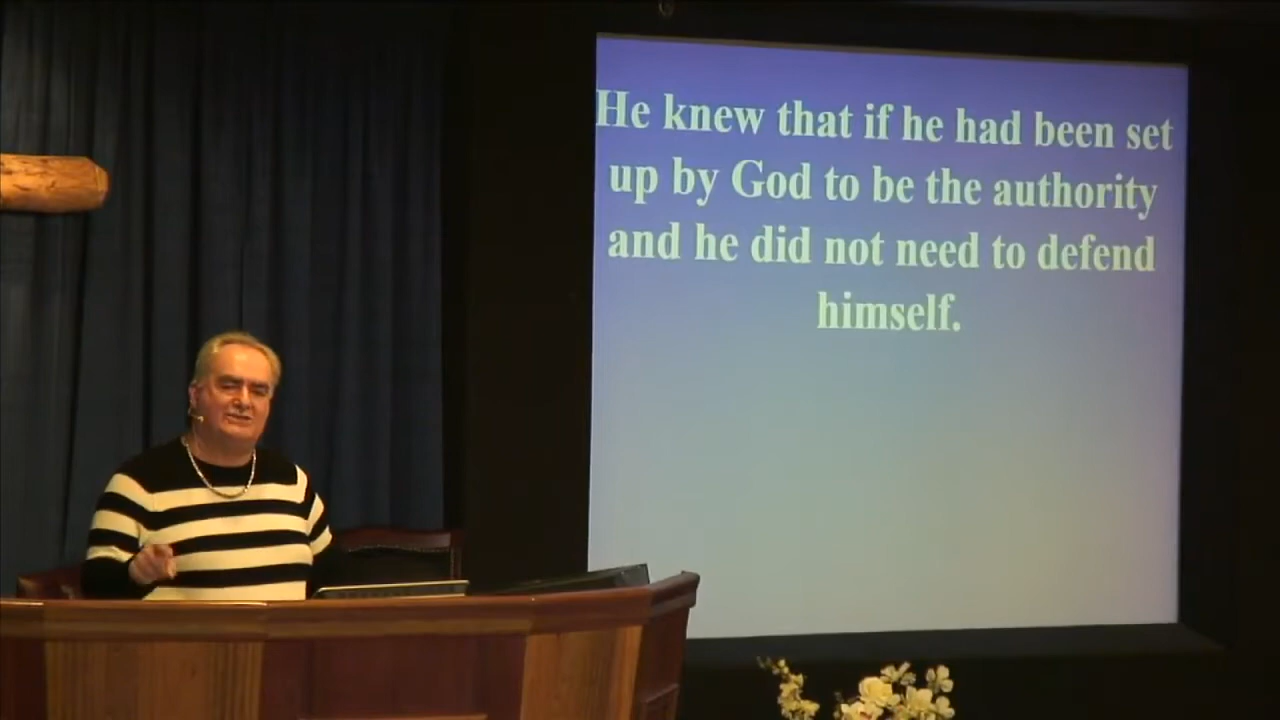 He knew that if he had been set
up by God to be the authority
and he did not need to defend
himself.